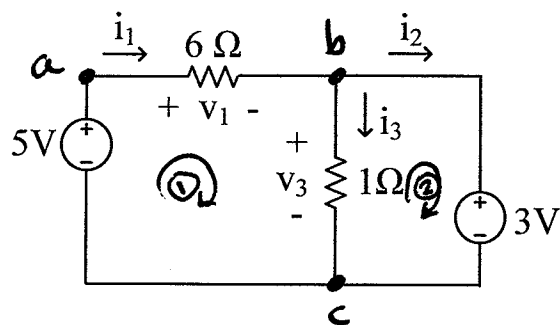 i₁ 6 Ω b i₂
a
+ v₁ - i₃
5V + - + v₃ - 1Ω + - 3V
1 2
c